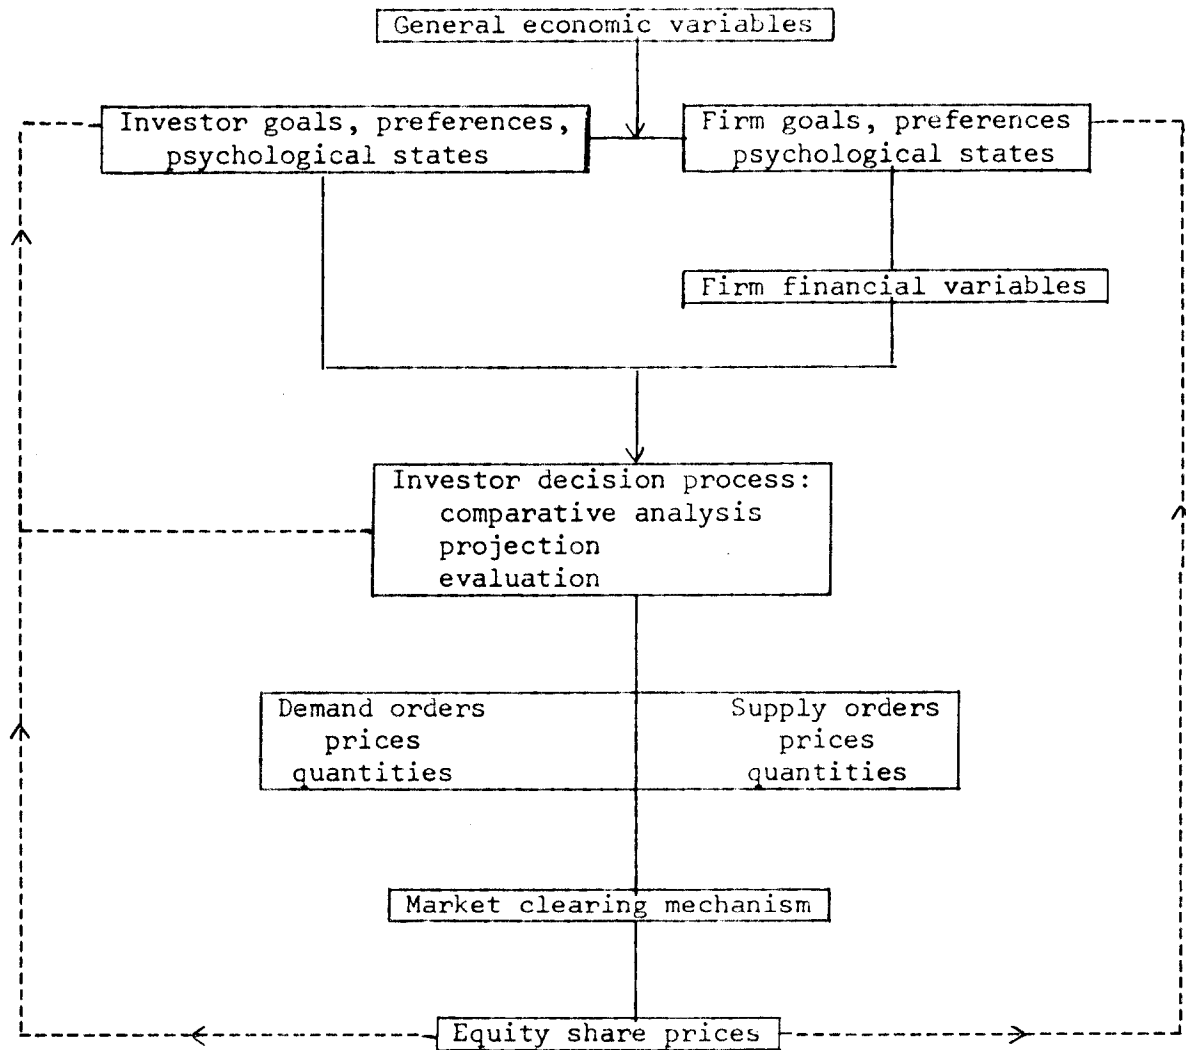 General economic variables
Investor goals, preferences,
psychological states
Firm goals, preferences
psychological states
Firm financial variables
Investor decision process:
comparative analysis
projection
evaluation
Demand orders
prices
quantities
Supply orders
prices
quantities
Market clearing mechanism
Equity share prices